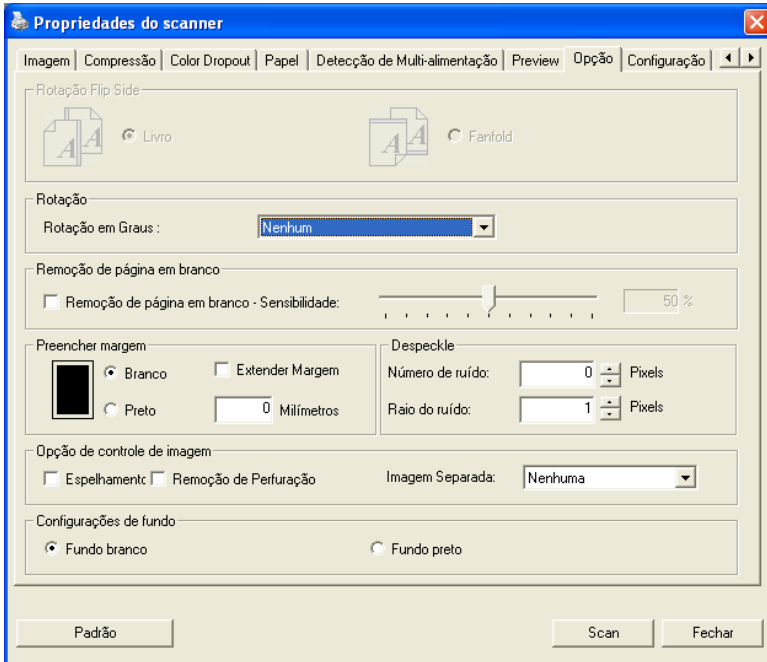 Propriedades do scanner
Imagem Compressão Color Dropout Papel Detecção de Multi-alimentação Preview Opção Configuração
Rotação Flip Side
A A Livro A A Fanfold
Rotação
Rotação em Graus : Nenhum
Remoção de página em branco
Remoção de página em branco - Sensibilidade: 50 %
Preencher margem Despeckle
Branco Extender Margem Número de ruído: 0 Pixels
Preto 0 Milímetros Raio do ruído: 1 Pixels
Opção de controle de imagem
Espelhamento Remoção de Perfuração Imagem Separada: Nenhuma
Configurações de fundo
Fundo branco Fundo preto
Padrão Scan Fechar